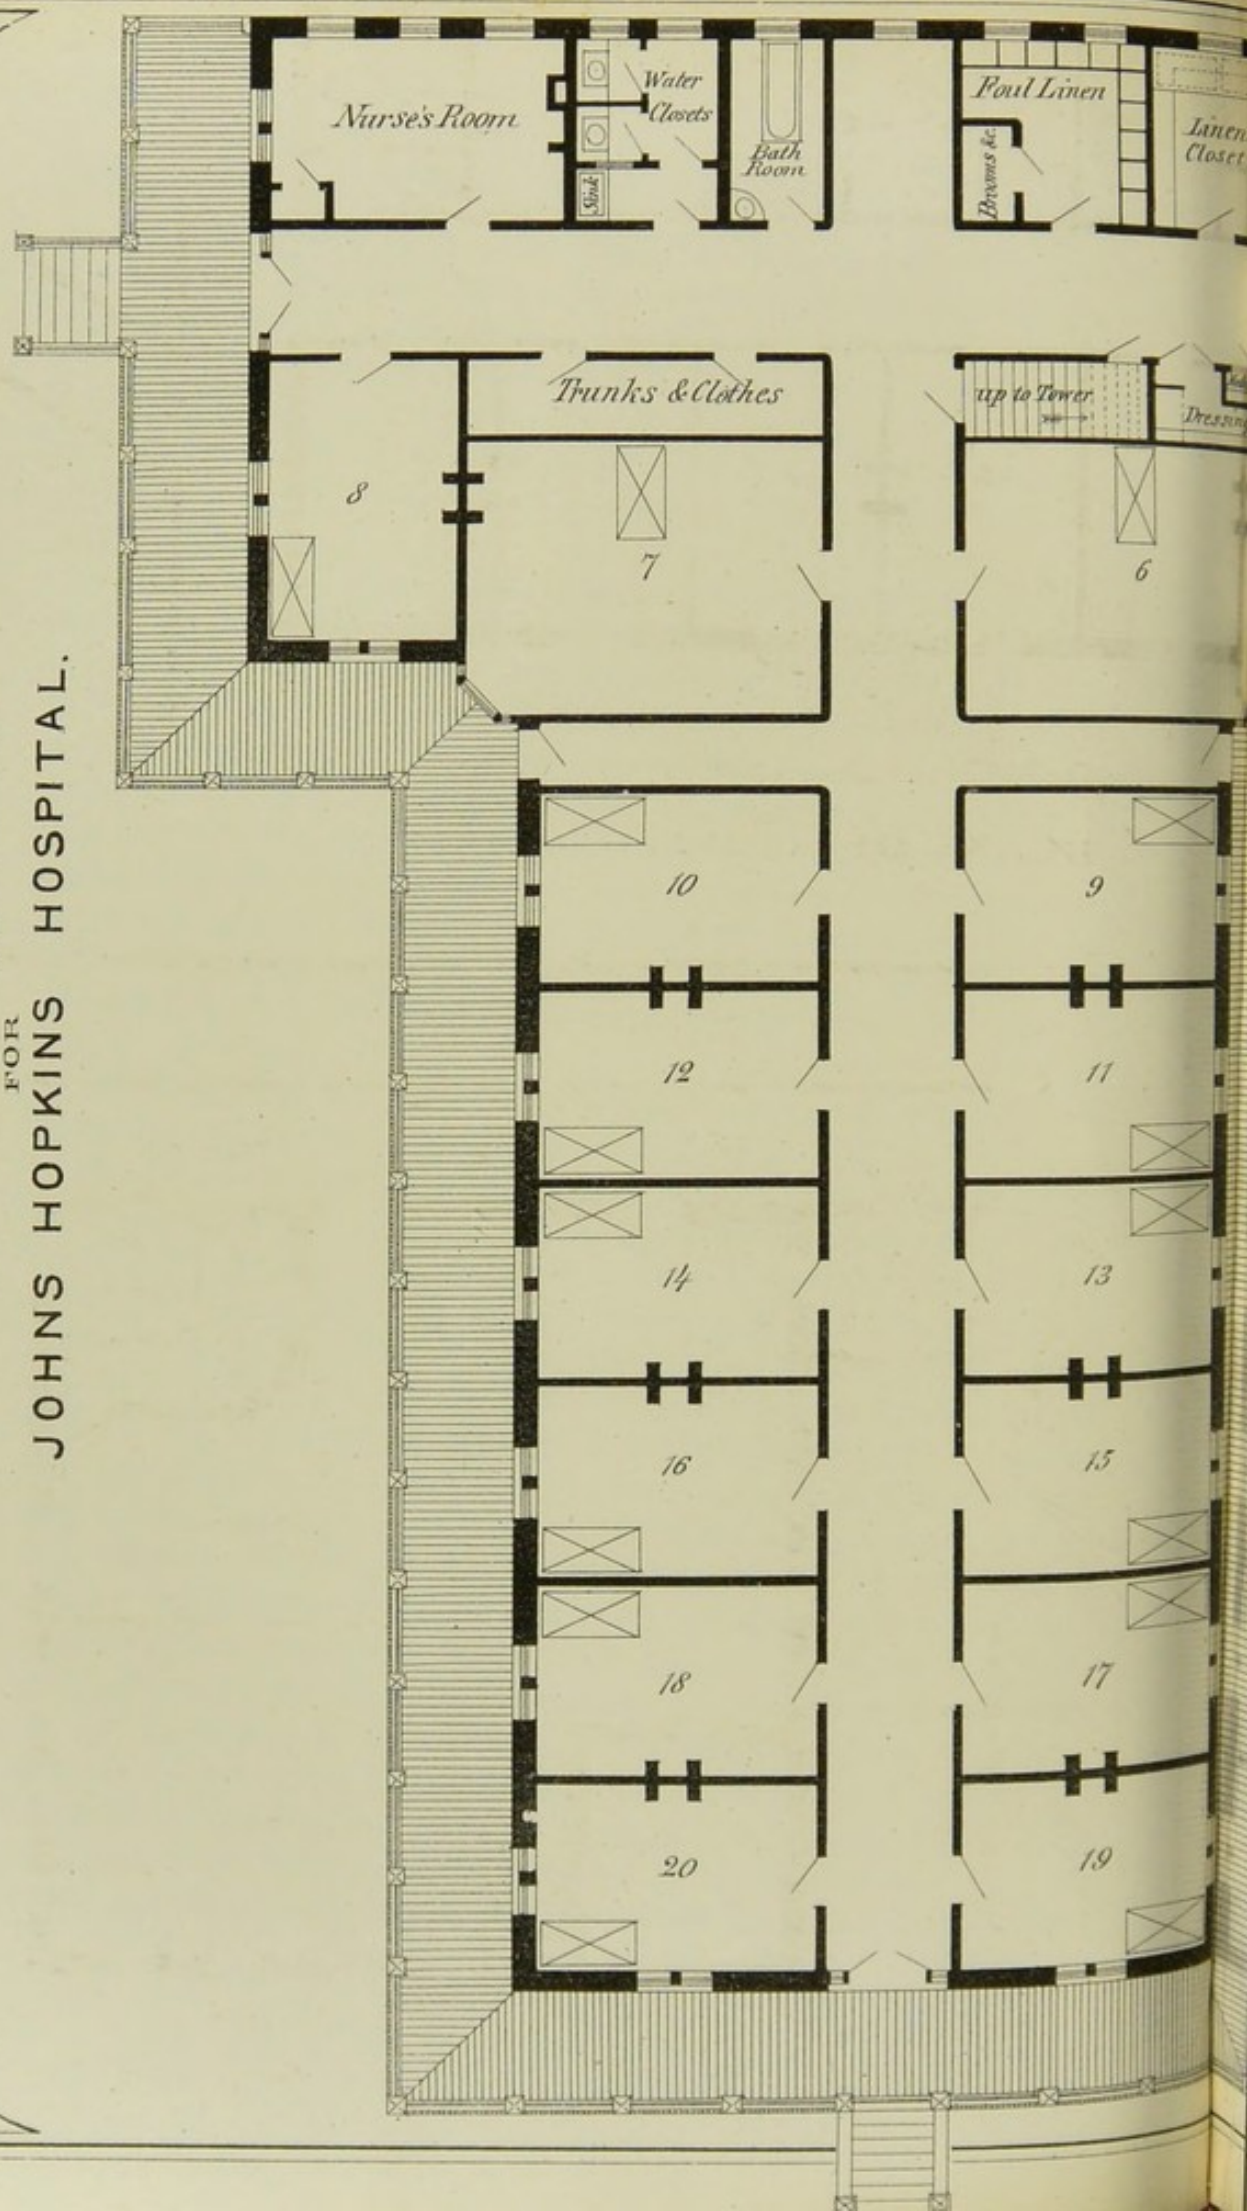 FOR
JOHNS HOPKINS HOSPITAL.
Nurse's Room
Water
Closets
Sink
Bath
Room
Foul Linen
Brooms &c.
Linen
Closet
Trunks & Clothes
up to Tower
8
7
6
10
9
12
11
14
13
16
15
18
17
20
19